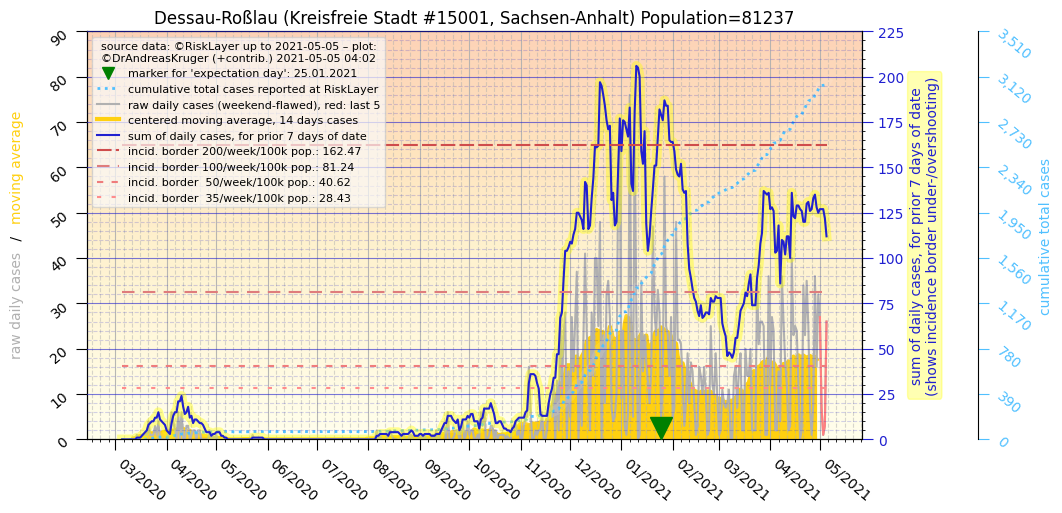 Dessau-Roßlau (Kreisfreie Stadt #15001, Sachsen-Anhalt) Population=81237
source data: ©RiskLayer up to 2021-05-05 – plot:
©DrAndreasKruger (+contrib.) 2021-05-05 04:02
marker for 'expectation day': 25.01.2021
cumulative total cases reported at RiskLayer
raw daily cases (weekend-flawed), red: last 5
centered moving average, 14 days cases
sum of daily cases, for prior 7 days of date
incid. border 200/week/100k pop.: 162.47
incid. border 100/week/100k pop.: 81.24
incid. border  50/week/100k pop.: 40.62
incid. border  35/week/100k pop.: 28.43
raw daily cases / moving average
90
80
70
60
50
40
30
20
10
0
225
200
175
150
125
100
75
50
25
0
sum of daily cases, for prior 7 days of date
(shows incidence border under-/overshooting)
3,510
3,120
2,730
2,340
1,950
1,560
1,170
780
390
0
cumulative total cases
03/2020
04/2020
05/2020
06/2020
07/2020
08/2020
09/2020
10/2020
11/2020
12/2020
01/2021
02/2021
03/2021
04/2021
05/2021